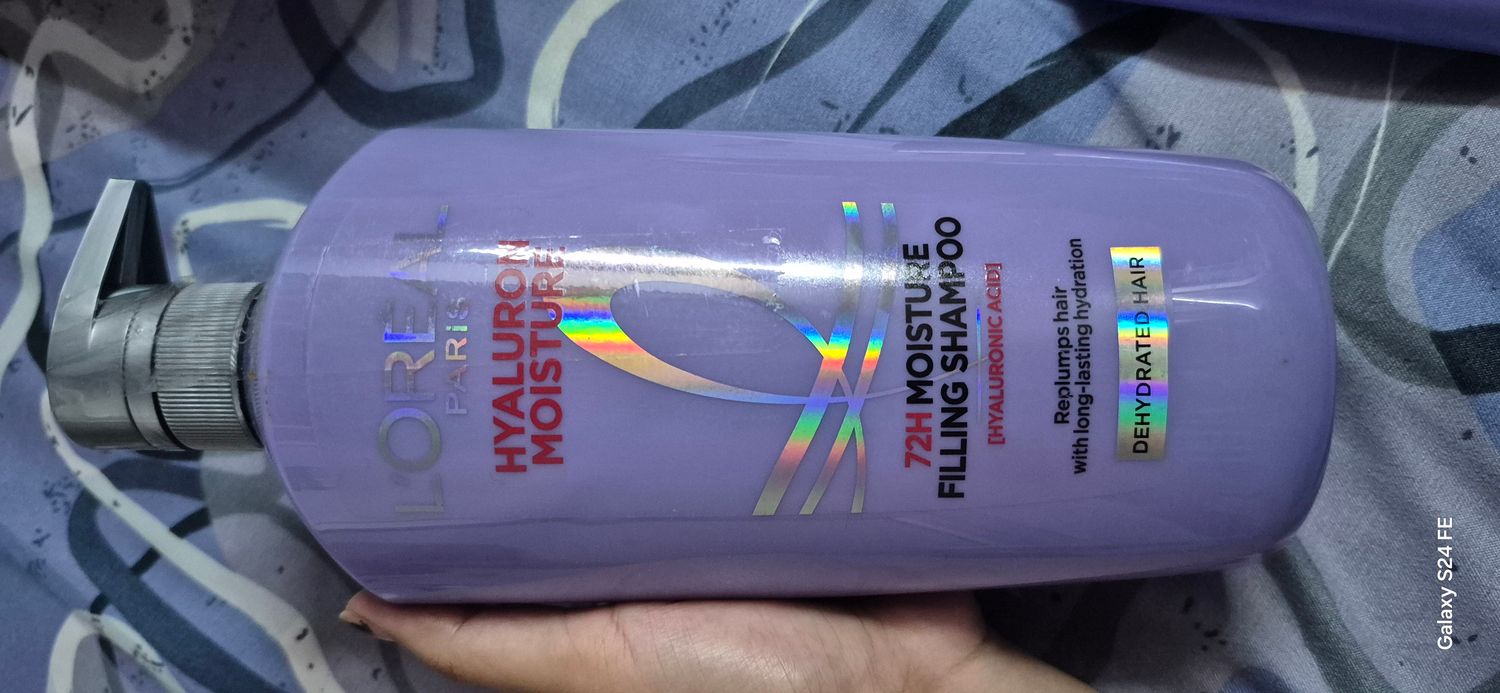 L'ORÉAL
PARIS
HYALURON
MOISTURE
72H MOISTURE
FILLING SHAMPOO
[HYALURONIC ACID]
Replumps hair
with long-lasting hydration
DEHYDRATED HAIR
Galaxy S24 FE